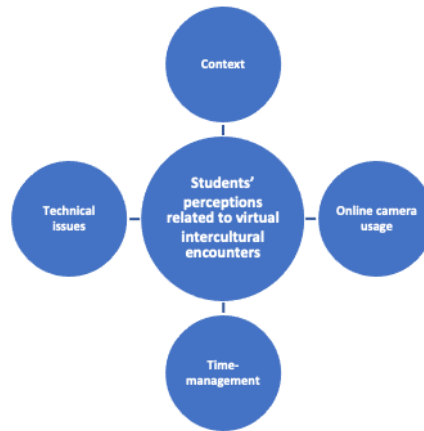 Context
Technical
issues
Students'
perceptions
related to virtual
intercultural
encounters
Online camera
usage
Time-
management